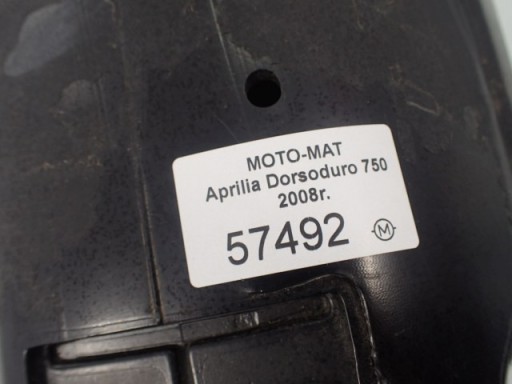 MOTO-MAT
Aprilia Dorsoduro 750
2008r.
57492 M